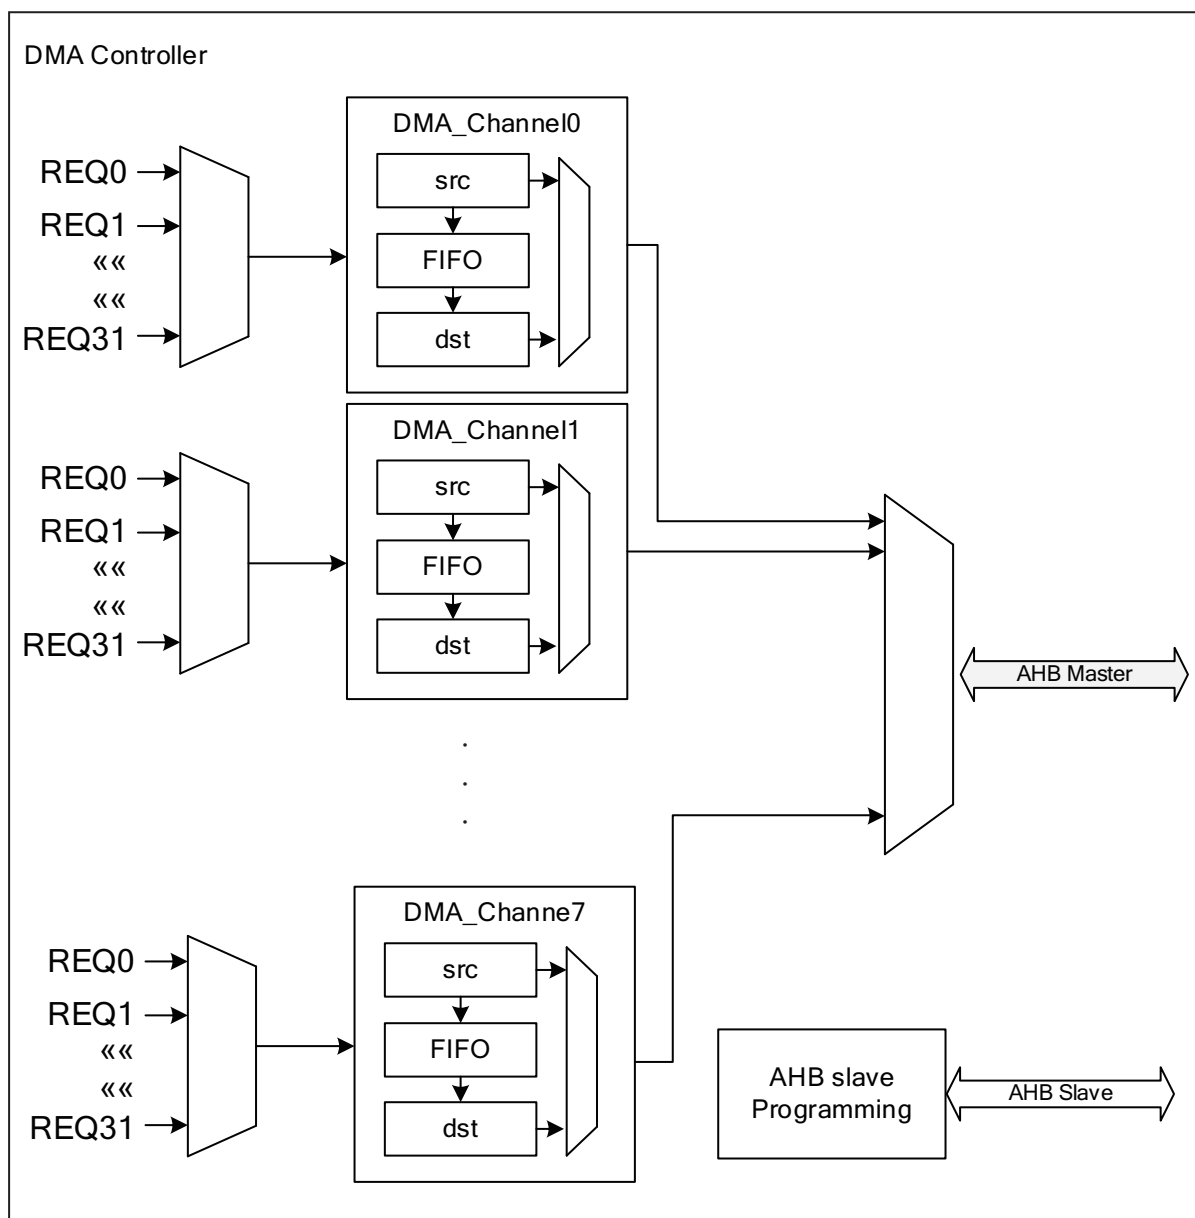 DMA Controller
DMA_Channel0
REQ0
REQ1
««
««
REQ31
src
FIFO
dst
DMA_Channel1
REQ0
REQ1
««
««
REQ31
src
FIFO
dst
AHB Master
.
.
.
DMA_Channe7
REQ0
REQ1
««
««
REQ31
src
FIFO
dst
AHB slave
Programming
AHB Slave